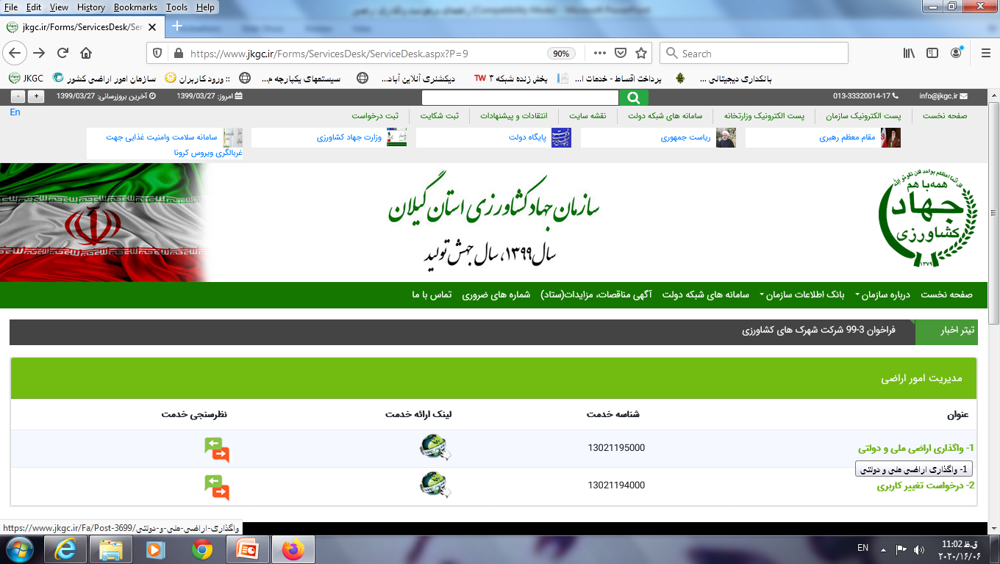 File Edit View History Bookmarks Tools Help
jkgc.ir/Forms/ServicesDesk/Ser
https://www.jkgc.ir/Forms/ServicesDesk/ServiceDesk.aspx?P=9
90%
Search
JKGC
سازمان امور اراضی کشور
:: ورود کاربران
سیستمهای یکپارچه م...
دیکشنری آنلاین آباد...
پخش زنده شبکه ۳
پرداخت اقساط - خدمات ا...
بانکداری دیجیتالی ...
info@jkgc.ir
013-33320014-17
امروز: 1399/03/27
آخرین بروزرسانی: 1399/03/27
+
-
En
صفحه نخست
پست الکترونیک سازمان
پست الکترونیک وزارتخانه
سامانه های شبکه دولت
نقشه سایت
انتقادات و پیشنهادات
ثبت شکایت
ثبت درخواست
مقام معظم رهبری
ریاست جمهوری
پایگاه دولت
وزارت جهاد کشاورزی
سامانه سلامت وامنیت غذایی جهت
غربالگری ویروس کرونا
همه با هم
جهاد
کشاورزی
۱۳۷۹
سازمان جهاد کشاورزی استان گیلان
سال ۱۳۹۹، سال جهش تولید
صفحه نخست
درباره سازمان
بانک اطلاعات سازمان
سامانه های شبکه دولت
آگهی مناقصات، مزایدات(ستاد)
شماره های ضروری
تماس با ما
تیتر اخبار
فراخوان 3-99 شرکت شهرک های کشاورزی
مدیریت امور اراضی
عنوان شناسه خدمت لینک ارائه خدمت نظرسنجی خدمت
1- واگذاری اراضی ملی و دولتی 13021195000
1- واگذاری اراضی ملی و دولتی
2- درخواست تغییر کاربری 13021194000
https://www.jkgc.ir/Fa/Post-3699/واگذاری-اراضی-ملی-و-دولتی
EN
11:02 ق.ظ
۲۰۲۰/۱۶/۰۶